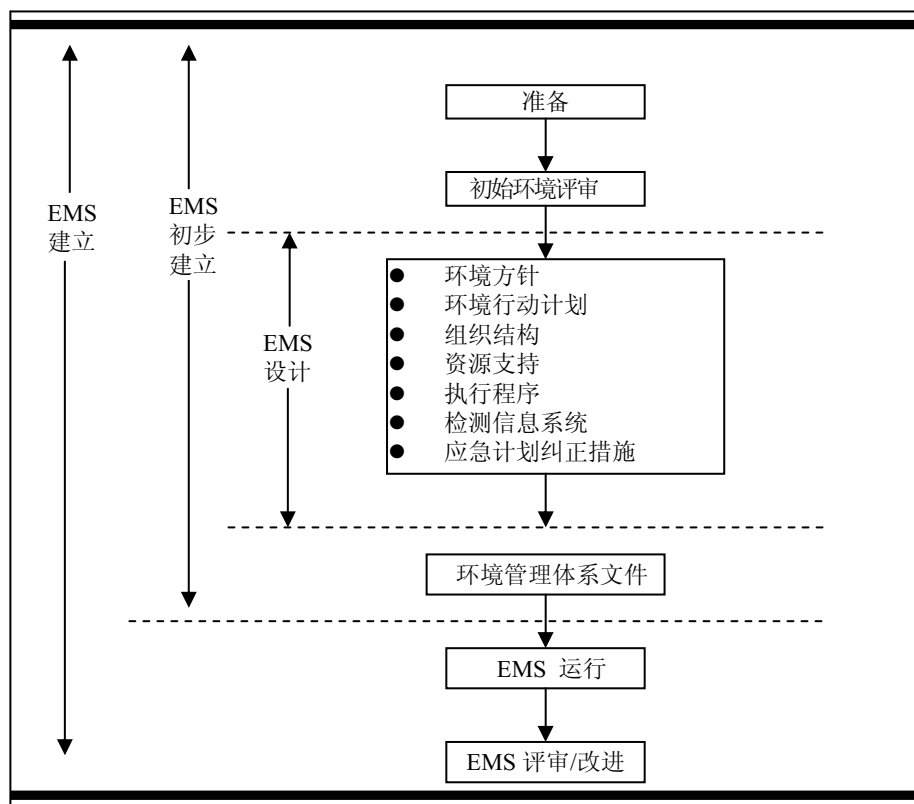 准备
初始环境评审
EMS
建立
EMS
初步
建立
EMS
设计
● 环境方针
● 环境行动计划
● 组织结构
● 资源支持
● 执行程序
● 检测信息系统
● 应急计划纠正措施
环境管理体系文件
EMS 运行
EMS 评审/改进